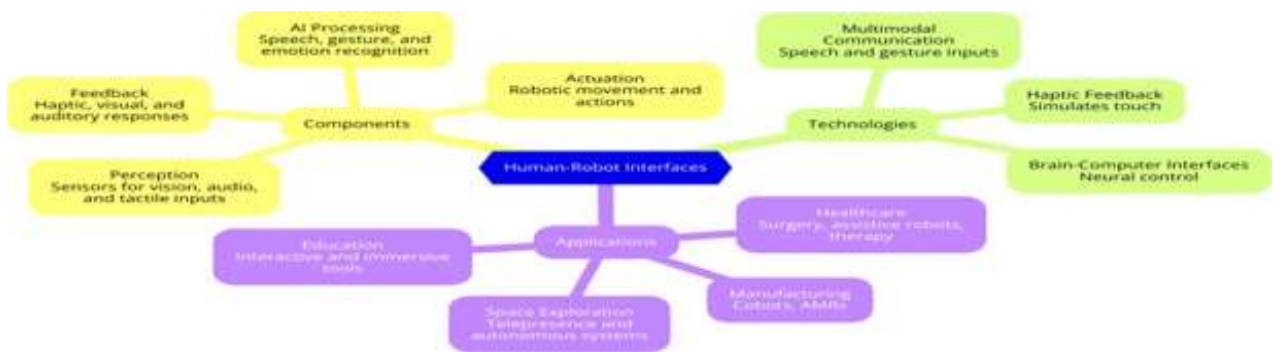 AI Processing
Speech, gesture, and
emotion recognition
Multimodal
Communication
Speech and gesture inputs
Feedback
Haptic, visual, and
auditory responses
Actuation
Robotic movement and
actions
Haptic Feedback
Simulates touch
Components
Technologies
Human-Robot Interfaces
Perception
Sensors for vision, audio,
and tactile inputs
Brain-Computer Interfaces
Neural control
Education
Interactive and immersive
tools
Applications
Healthcare
Surgery, assistive robots,
therapy
Space Exploration
Telepresence and
autonomous systems
Manufacturing
Cobots, AMRs